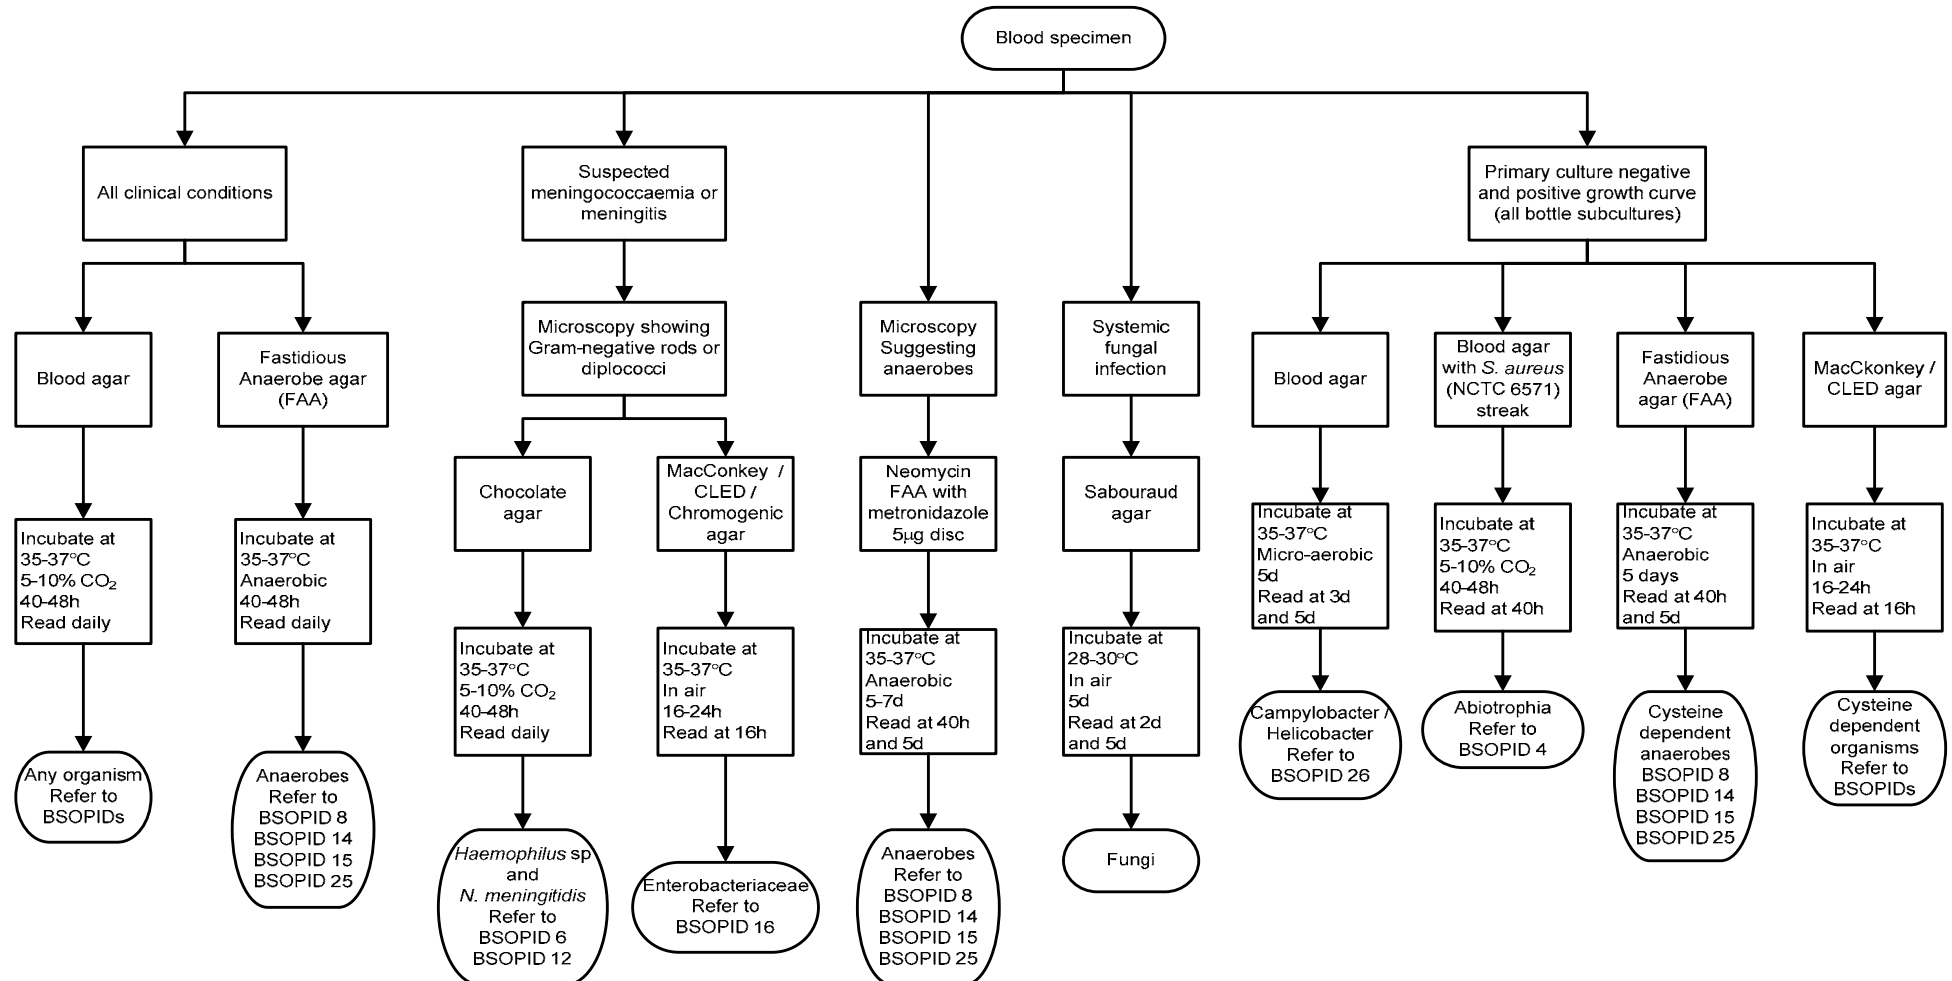 Blood specimen
All clinical conditions
Suspected
meningococcaemia or
meningitis
Primary culture negative
and positive growth curve
(all bottle subcultures)
Microscopy showing
Gram-negative rods or
diplococci
Microscopy
Suggesting
anaerobes
Systemic
fungal
infection
Blood agar
Fastidious
Anaerobe agar
(FAA)
Blood agar
Blood agar
with S. aureus
(NCTC 6571)
streak
Fastidious
Anaerobe
agar (FAA)
MacCkonkey /
CLED agar
Chocolate
agar
MacConkey /
CLED /
Chromogenic
agar
Neomycin
FAA with
metronidazole
5µg disc
Sabouraud
agar
Incubate at
35-37°C
5-10% CO₂
40-48h
Read daily
Incubate at
35-37°C
Anaerobic
40-48h
Read daily
Incubate at
35-37°C
Micro-aerobic
5d
Read at 3d
and 5d
Incubate at
35-37°C
5-10% CO₂
40-48h
Read at 40h
Incubate at
35-37°C
Anaerobic
5 days
Read at 40h
and 5d
Incubate at
35-37°C
In air
16-24h
Read at 16h
Incubate at
35-37°C
5-10% CO₂
40-48h
Read daily
Incubate at
35-37°C
In air
16-24h
Read at 16h
Incubate at
35-37°C
Anaerobic
5-7d
Read at 40h
and 5d
Incubate at
28-30°C
In air
5d
Read at 2d
and 5d
Campylobacter /
Helicobacter
Refer to
BSOPID 26
Abiotrophia
Refer to
BSOPID 4
Cysteine
dependent
anaerobes
BSOPID 8
BSOPID 14
BSOPID 15
BSOPID 25
Cysteine
dependent
organisms
Refer to
BSOPIDs
Any organism
Refer to
BSOPIDs
Anaerobes
Refer to
BSOPID 8
BSOPID 14
BSOPID 15
BSOPID 25
Haemophilus sp
and
N. meningitidis
Refer to
BSOPID 6
BSOPID 12
Enterobacteriaceae
Refer to
BSOPID 16
Anaerobes
Refer to
BSOPID 8
BSOPID 14
BSOPID 15
BSOPID 25
Fungi